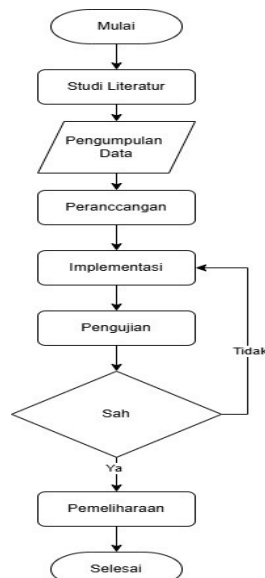 Mulai
Studi Literatur
Pengumpulan
Data
Peranccangan
Implementasi
Pengujian
Tidak
Sah
Ya
Pemeliharaan
Selesai